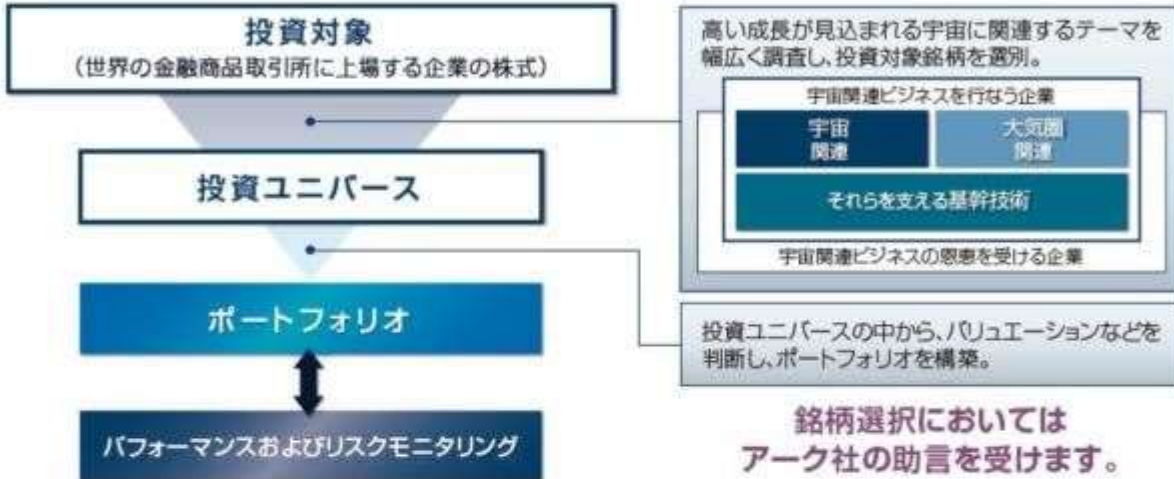 投資対象
(世界の金融商品取引所に上場する企業の株式)
投資ユニバース
ポートフォリオ
パフォーマンスおよびリスクモニタリング
高い成長が見込まれる宇宙に関連するテーマを
幅広く調査し、投資対象銘柄を選別。
宇宙関連ビジネスを行なう企業
宇宙
関連
大気圏
関連
それらを支える基幹技術
宇宙関連ビジネスの恩恵を受ける企業
投資ユニバースの中から、バリュエーションなどを
判断し、ポートフォリオを構築。
銘柄選択においては
アーク社の助言を受けます。